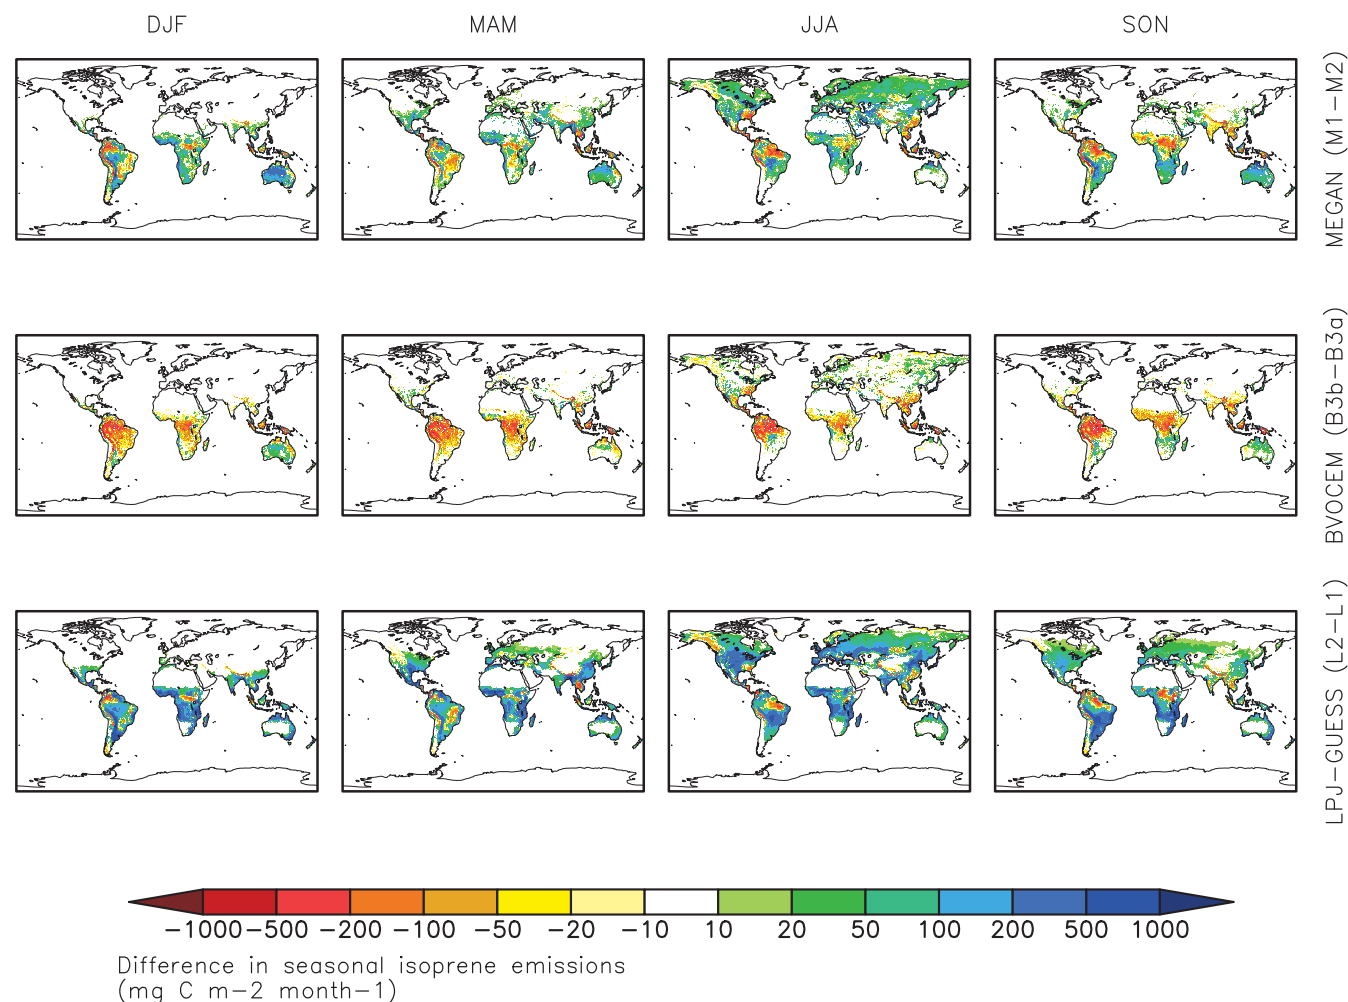 DJF MAM JJA SON
MEGAN (M1-M2)
BVOCEM (B3b-B3a)
LPJ-GUESS (L2-L1)
-1000 -500 -200 -100 -50 -20 -10 10 20 50 100 200 500 1000
Difference in seasonal isoprene emissions
(mg C m-2 month-1)